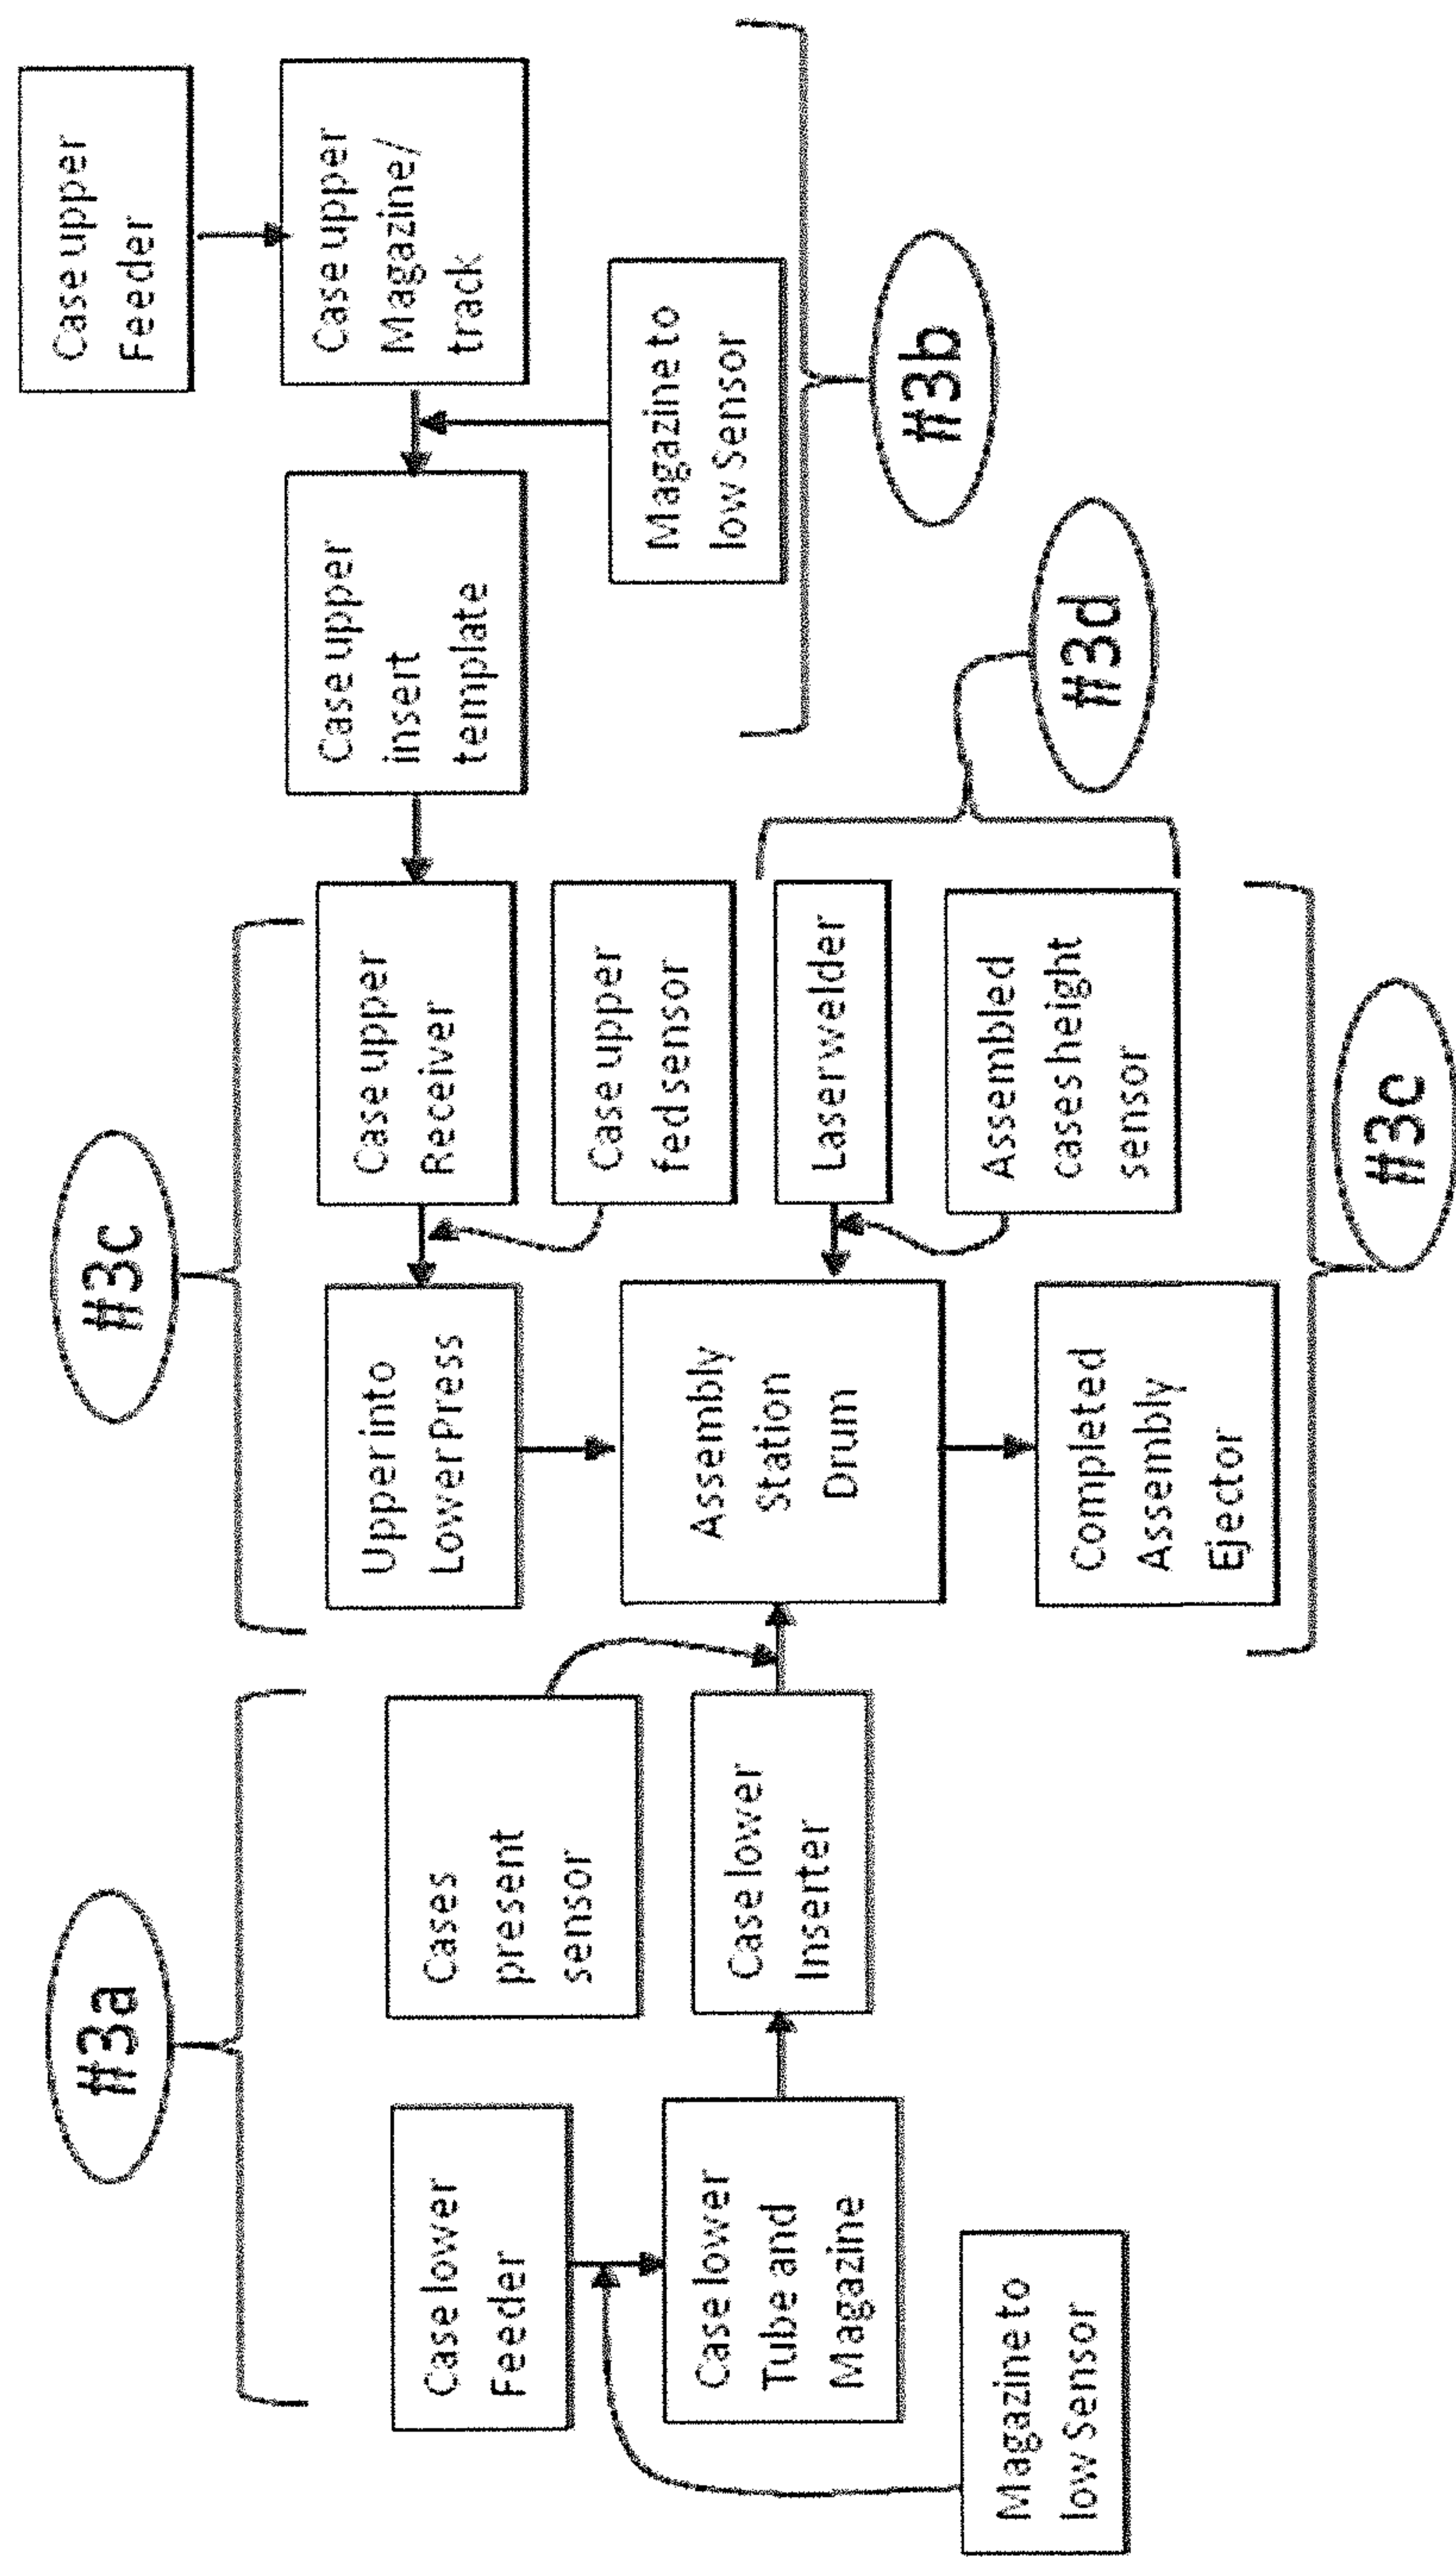 #3a
#3c
Case lower
Feeder
Cases
present
sensor
Upper into
Lower Press
Case upper
Receiver
Case upper
insert
template
Case upper
Magazine/
track
Case upper
Feeder
Case lower
Tube and
Magazine
Case lower
Inserter
Assembly
Station
Drum
Case upper
fed sensor
Laser welder
Magazine to
low Sensor
Magazine to
low Sensor
Completed
Assembly
Ejector
Assembled
cases height
sensor
#3d
#3b
#3c